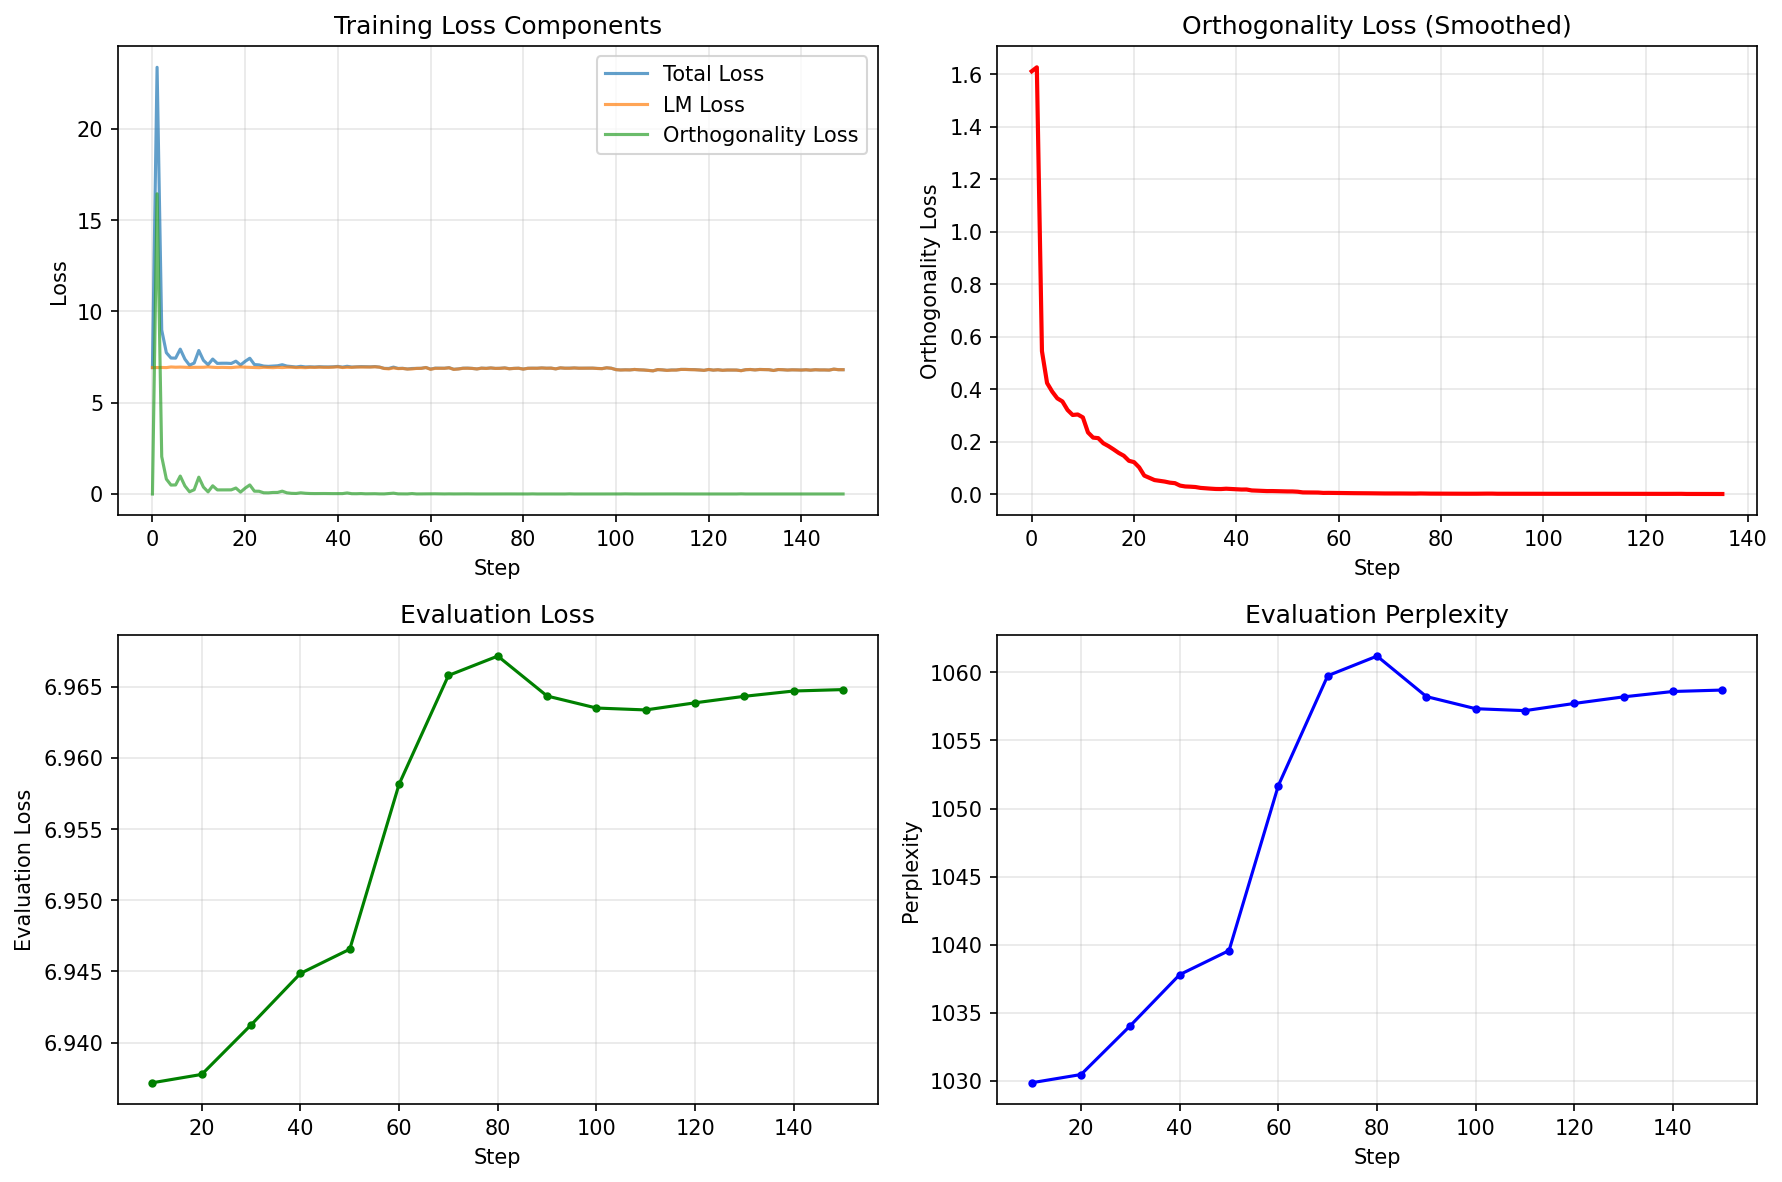 Training Loss Components
Total Loss
LM Loss
Orthogonality Loss
Loss
20
15
10
5
0
0 20 40 60 80 100 120 140
Step
Orthogonality Loss (Smoothed)
Orthogonality Loss
1.6
1.4
1.2
1.0
0.8
0.6
0.4
0.2
0.0
0 20 40 60 80 100 120 140
Step
Evaluation Loss
Evaluation Loss
6.965
6.960
6.955
6.950
6.945
6.940
20 40 60 80 100 120 140
Step
Evaluation Perplexity
Perplexity
1060
1055
1050
1045
1040
1035
1030
20 40 60 80 100 120 140
Step